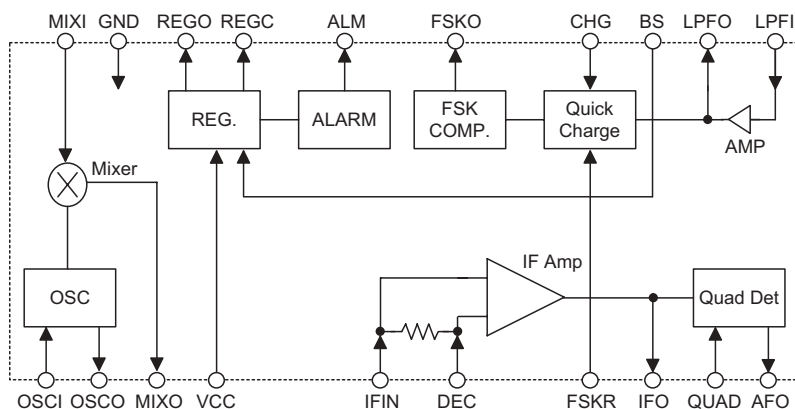 MIXI GND REGO REGC ALM FSKO CHG BS LPFO LPFI
REG. ALARM FSK COMP. Quick Charge
AMP
Mixer
IF Amp
OSC Quad Det
OSCI OSCO MIXO VCC IFIN DEC FSKR IFO QUAD AFO